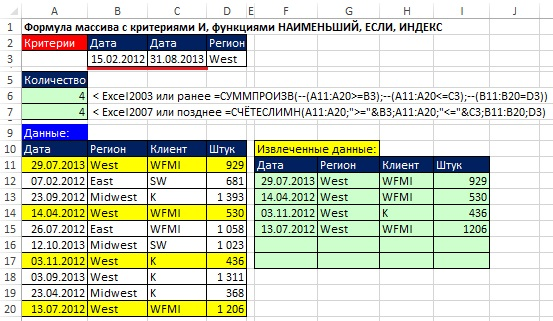 A B C D E F G H I J
1 Формула массива с критериями И, функциями НАИМЕНЬШИЙ, ЕСЛИ, ИНДЕКС
2 Критерии Дата Дата Регион
3 15.02.2012 31.08.2013 West
5 Количество
6 4 < Excel2003 или ранее =СУММПРОИЗВ(--(A11:A20>=B3);--(A11:A20<=C3);--(B11:B20=D3))
7 4 < Excel2007 или позднее =СЧЁТЕСЛИМН(A11:A20;">="&B3;A11:A20;"<="&C3;B11:B20;D3)
9 Данные:
10 Дата Регион Клиент Штук Извлеченные данные:
11 29.07.2013 West WFMI 929 Дата Регион Клиент Штук
12 07.02.2012 East SW 681 29.07.2013 West WFMI 929
13 23.09.2012 Midwest K 1 393 14.04.2012 West WFMI 530
14 14.04.2012 West WFMI 530 03.11.2012 West K 436
15 26.07.2012 East WFMI 1 058 13.07.2012 West WFMI 1206
16 12.10.2013 Midwest SW 1 023
17 03.11.2012 West K 436
18 03.09.2013 West K 1 311
19 23.04.2012 Midwest K 368
20 13.07.2012 West WFMI 1 206